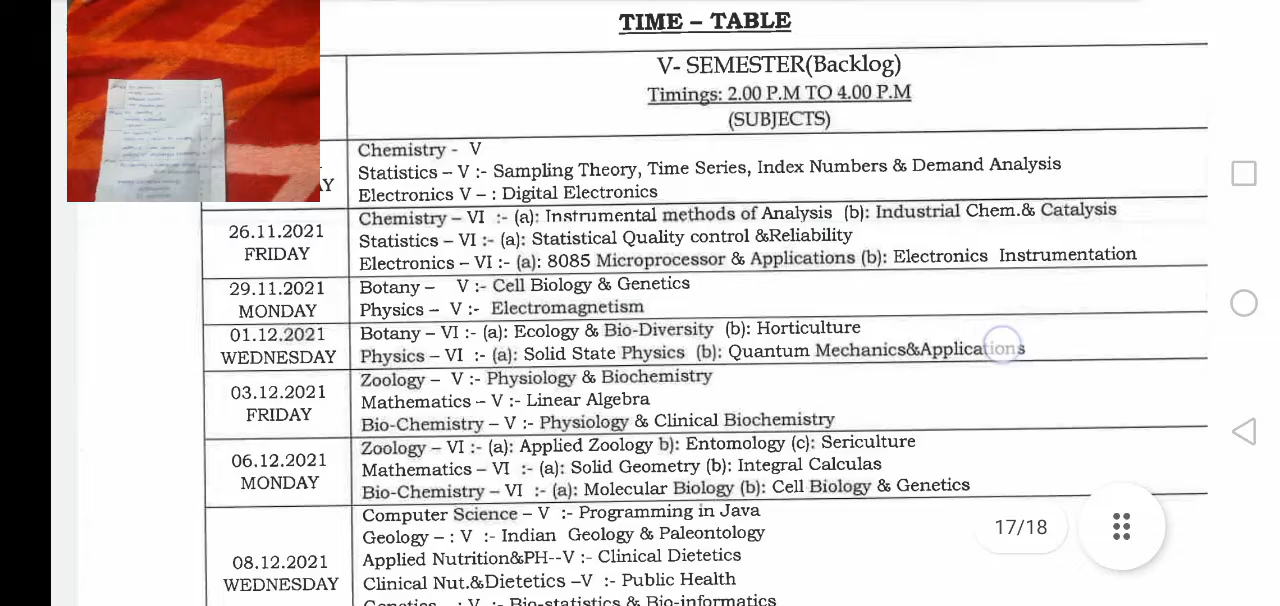 TIME – TABLE
V- SEMESTER(Backlog)
Timings: 2.00 P.M TO 4.00 P.M
(SUBJECTS)
Chemistry - V
Statistics – V :- Sampling Theory, Time Series, Index Numbers & Demand Analysis
Electronics V – : Digital Electronics
26.11.2021
FRIDAY
Chemistry – VI :- (a): Instrumental methods of Analysis (b): Industrial Chem.& Catalysis
Statistics – VI :- (a): Statistical Quality control &Reliability
Electronics – VI :- (a): 8085 Microprocessor & Applications (b): Electronics Instrumentation
29.11.2021
MONDAY
Botany – V :- Cell Biology & Genetics
Physics – V :- Electromagnetism
01.12.2021
WEDNESDAY
Botany – VI :- (a): Ecology & Bio-Diversity (b): Horticulture
Physics – VI :- (a): Solid State Physics (b): Quantum Mechanics&Applications
03.12.2021
FRIDAY
Zoology – V :- Physiology & Biochemistry
Mathematics – V :- Linear Algebra
Bio-Chemistry – V :- Physiology & Clinical Biochemistry
06.12.2021
MONDAY
Zoology – VI :- (a): Applied Zoology b): Entomology (c): Sericulture
Mathematics – VI :- (a): Solid Geometry (b): Integral Calculas
Bio-Chemistry – VI :- (a): Molecular Biology (b): Cell Biology & Genetics
08.12.2021
WEDNESDAY
Computer Science – V :- Programming in Java
Geology – : V :- Indian Geology & Paleontology
Applied Nutrition&PH--V :- Clinical Dietetics
Clinical Nut.&Dietetics –V :- Public Health
Genetics – : V :- Bio-statistics & Bio-informatics
17/18